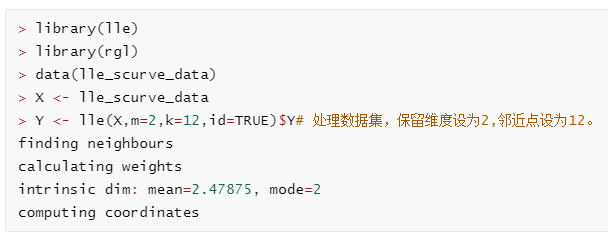 > library(lle)
> library(rgl)
> data(lle_scurve_data)
> X <- lle_scurve_data
> Y <- lle(X,m=2,k=12,id=TRUE)$Y# 处理数据集，保留维度设为2,邻近点设为12。
finding neighbours
calculating weights
intrinsic dim: mean=2.47875, mode=2
computing coordinates